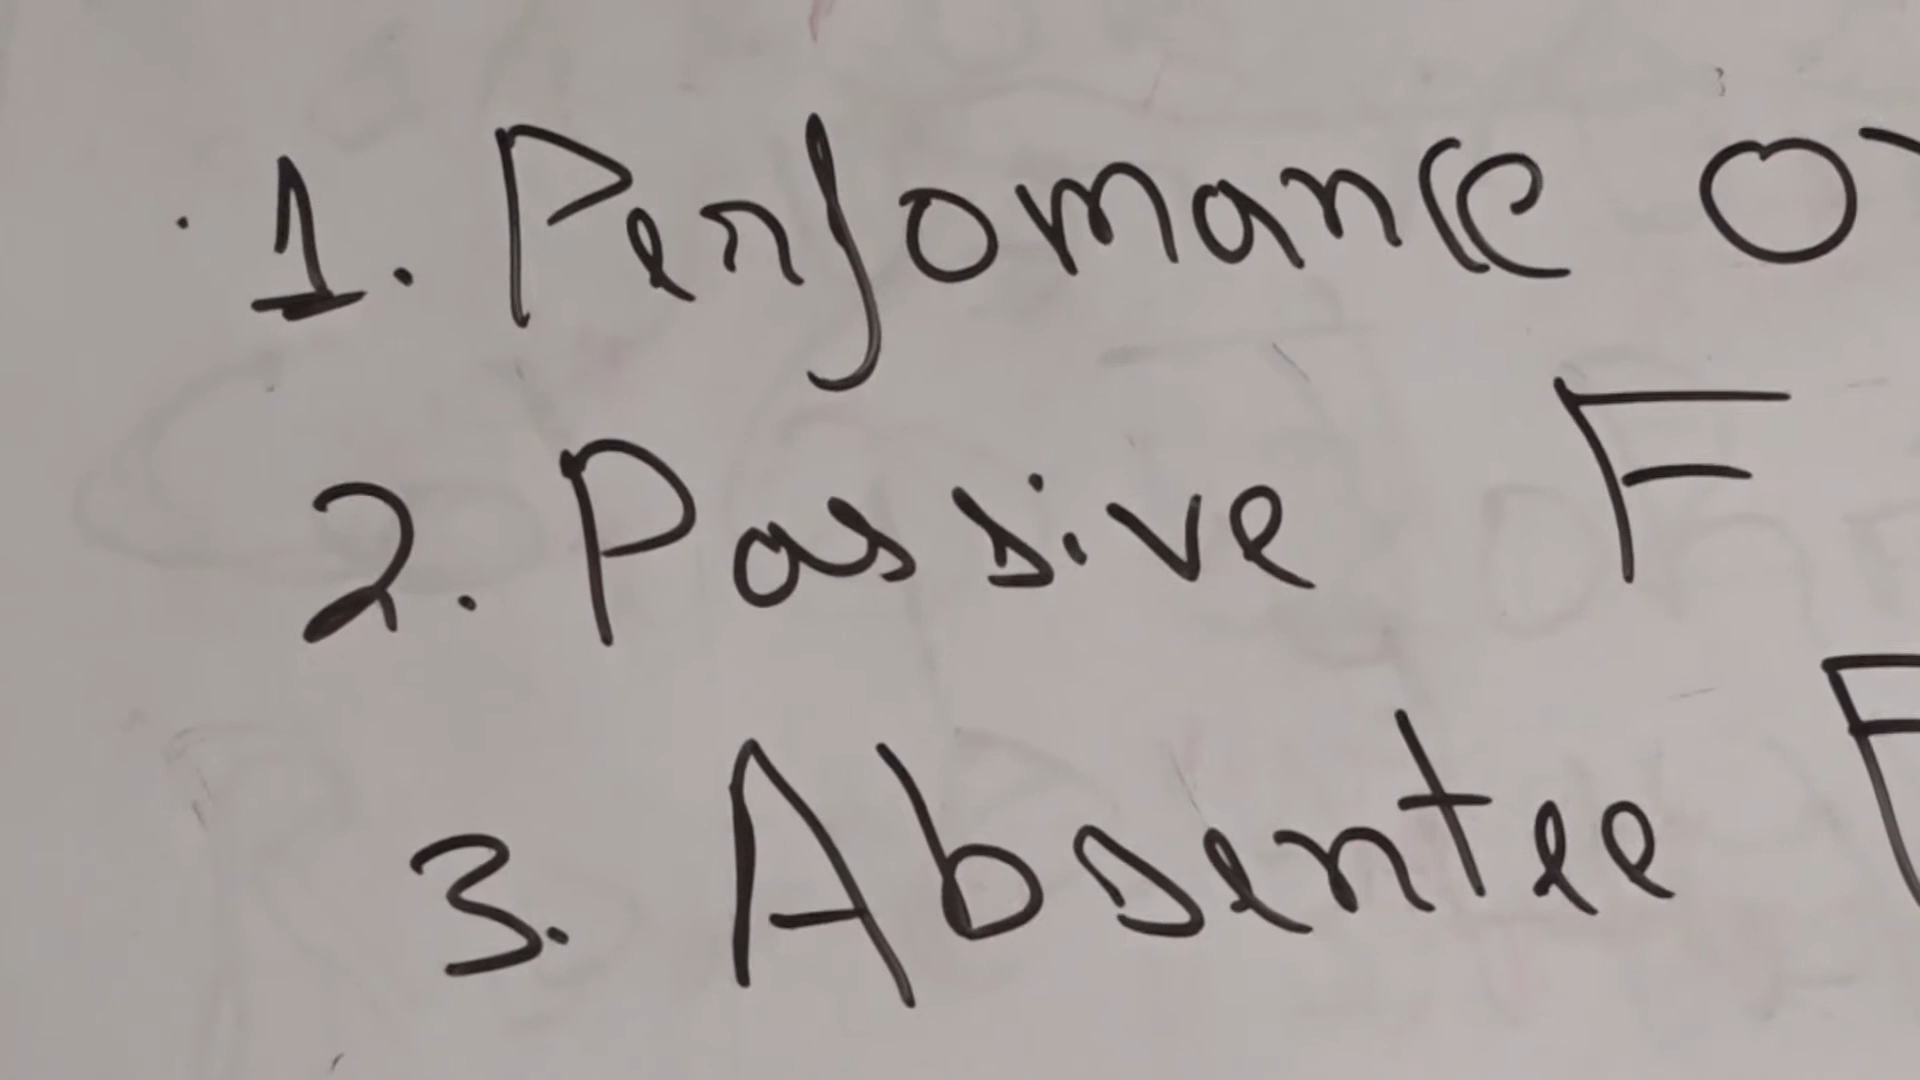 1. Perfomance O
2. Passive F
3. Absentee F